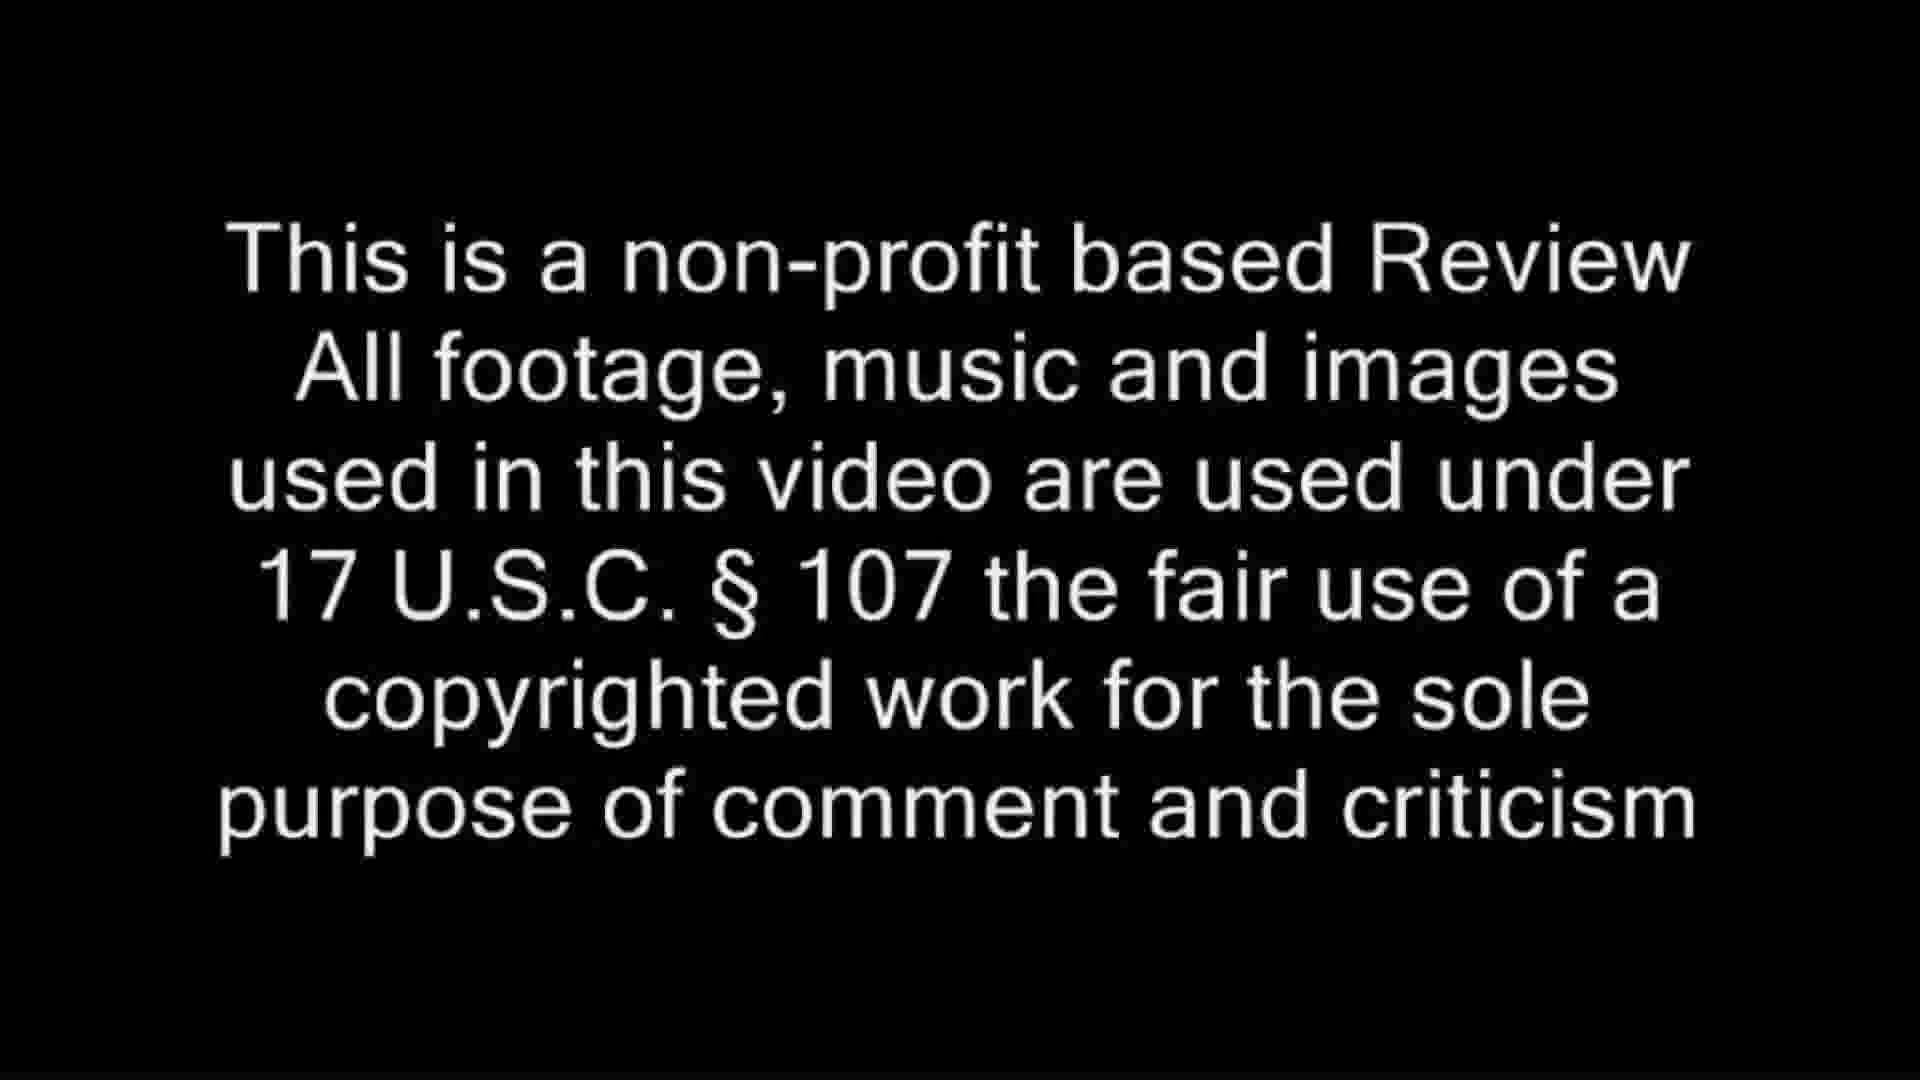 This is a non-profit based Review
All footage, music and images
used in this video are used under
17 U.S.C. § 107 the fair use of a
copyrighted work for the sole
purpose of comment and criticism